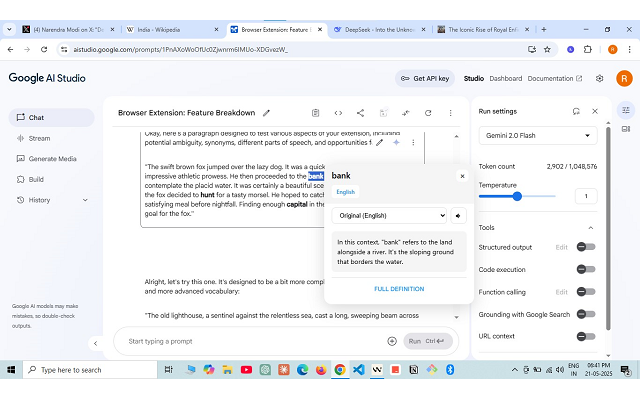 Narendra Modi on X: "D
India - Wikipedia
Browser Extension: Feature E
DeepSeek - Into the Unknow
The Iconic Rise of Royal Enf
aistudio.google.com/prompts/1PnAXoWoOfUc0Zjwnrm6IMUo-XDGvezW_
R
Google AI Studio
Get API key
Studio
Dashboard
Documentation
R
Chat
Stream
Generate Media
Build
History
Google AI models may make
mistakes, so double-check
outputs.
Browser Extension: Feature Breakdown
Okay, here's a paragraph designed to test various aspects of your extension, including
potential ambiguity, synonyms, different parts of speech, and opportunities f
"The swift brown fox jumped over the lazy dog. It was a quick
impressive athletic prowess. He then proceeded to the bank
contemplate the placid water. It was certainly a beautiful sce
the fox decided to hunt for a tasty morsel. He hoped to catch
satisfying meal before nightfall. Finding enough capital in the
goal for the fox."
bank
English
Original (English)
In this context, "bank" refers to the land
alongside a river. It's the sloping ground
that borders the water.
FULL DEFINITION
Alright, let's try this one. It's designed to be a bit more compl
and more advanced vocabulary:
"The old lighthouse, a sentinel against the relentless sea, cast a long, sweeping beam across
Start typing a prompt
Run Ctrl
Run settings
Gemini 2.0 Flash
Token count
2,902 / 1,048,576
Temperature
1
Tools
Structured output
Edit
Code execution
Function calling
Edit
Grounding with Google Search
URL context
Type here to search
ENG
IN
06:41 PM
21-05-2025
2